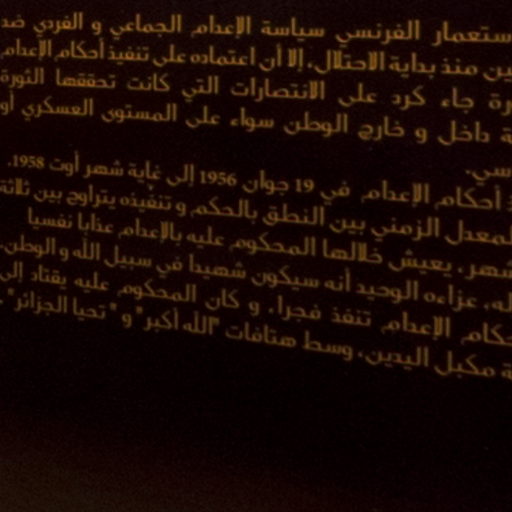 ستعمار الفرنسي سياسة الإعدام الجماعي و الفردي ضد
ين منذ بداية الاحتلال، إلا أن اعتماده على تنفيذ أحكام الإعدام
رة جاء كرد على الانتصارات التي كانت تحققها الثورة
ة داخل و خارج الوطن سواء على المستوى العسكري أو
سي.
أحكام الإعدام في 19 جوان 1956 إلى غاية شهر أوت 1958.
لمعدل الزمني بين النطق بالحكم و تنفيذه يتراوح بين ثلاثة
شهر، يعيش خلالها المحكوم عليه بالإعدام عذابا نفسيا
له، عزاءه الوحيد أنه سيكون شهيدا في سبيل الله و الوطن.
حكام الإعدام تنفذ فجرا، و كان المحكوم عليه يقتاد إلى
ة مكبل اليدين، وسط هتافات "الله أكبر" و "تحيا الجزائر".